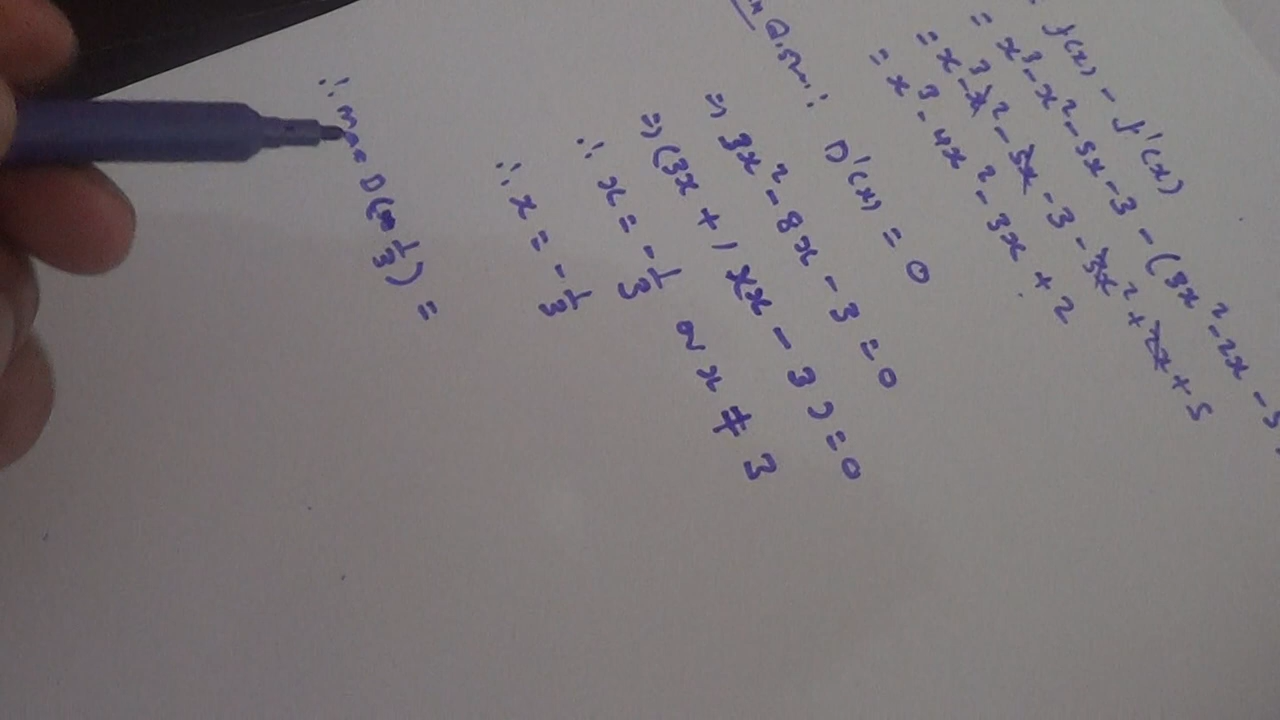 f(x) - f'(x)
= x³ - x² - 5x - 3 - (3x² - 2x - 5
= x³ - x² - 5x - 3 - 3x² + 2x + 5
= x³ - 4x² - 3x + 2
D'(x) = 0
⇒ 3x² - 8x - 3 = 0
⇒ (3x + 1)(x - 3) = 0
∴ x = -1/3 or x ≠ 3
∴ x = -1/3
∴ max D(-1/3) =